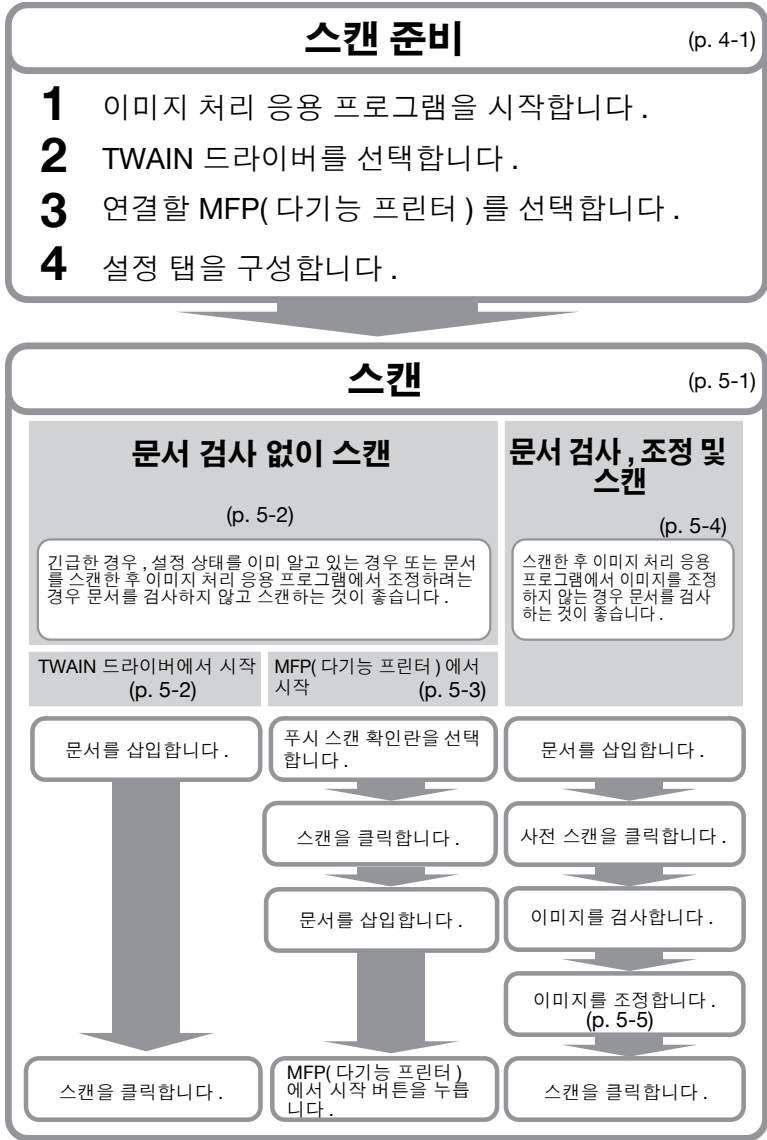 스캔 준비 (p. 4-1)
1 이미지 처리 응용 프로그램을 시작합니다 .
2 TWAIN 드라이버를 선택합니다 .
3 연결할 MFP( 다기능 프린터 ) 를 선택합니다 .
4 설정 탭을 구성합니다 .
스캔 (p. 5-1)
문서 검사 없이 스캔
(p. 5-2)
긴급한 경우 , 설정 상태를 이미 알고 있는 경우 또는 문서
를 스캔한 후 이미지 처리 응용 프로그램에서 조정하려는
경우 문서를 검사하지 않고 스캔하는 것이 좋습니다 .
TWAIN 드라이버에서 시작
(p. 5-2)
문서를 삽입합니다 .
스캔을 클릭합니다 .
MFP( 다기능 프린터 ) 에서
시작 (p. 5-3)
푸시 스캔 확인란을 선택
합니다 .
스캔을 클릭합니다 .
문서를 삽입합니다 .
MFP( 다기능 프린터 )
에서 시작 버튼을 누릅
니다 .
문서 검사 , 조정 및
스캔
(p. 5-4)
스캔한 후 이미지 처리 응용
프로그램에서 이미지를 조정
하지 않는 경우 문서를 검사
하는 것이 좋습니다 .
문서를 삽입합니다 .
사전 스캔을 클릭합니다 .
이미지를 검사합니다 .
이미지를 조정합니다 .
(p. 5-5)
스캔을 클릭합니다 .